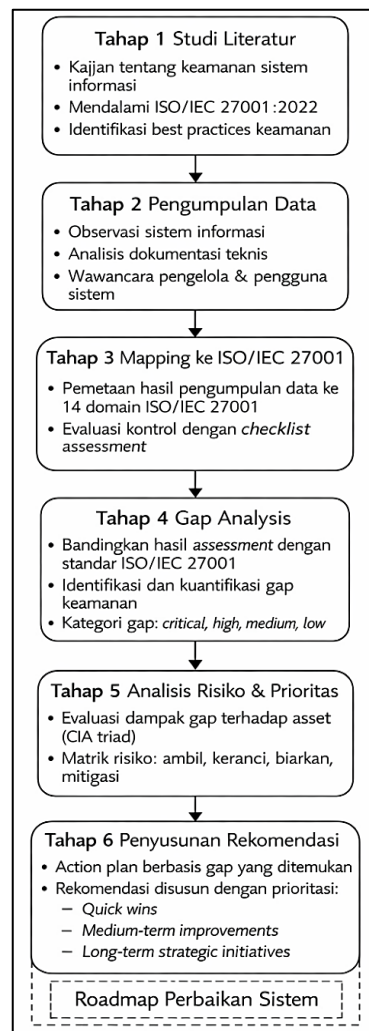 Tahap 1 Studi Literatur
• Kajjan tentang keamanan sistem
informasi
• Mendalami ISO/IEC 27001:2022
• Identifikasi best practices keamanan
Tahap 2 Pengumpulan Data
• Observasi sistem informasi
• Analisis dokumentasi teknis
• Wawancara pengelola & pengguna
sistem
Tahap 3 Mapping ke ISO/IEC 27001
• Pemetaan hasil pengumpulan data ke
14 domain ISO/IEC 27001
• Evaluasi kontrol dengan checklist
assessment
Tahap 4 Gap Analysis
• Bandingkan hasil assessment dengan
standar ISO/IEC 27001
• Identifikasi dan kuantifikasi gap
keamanan
• Kategori gap: critical, high, medium, low
Tahap 5 Analisis Risiko & Prioritas
• Evaluasi dampak gap terhadap asset
(CIA triad)
• Matrik risiko: ambil, keranci, biarkan,
mitigasi
Tahap 6 Penyusunan Rekomendasi
• Action plan berbasis gap yang ditemukan
• Rekomendasi disusun dengan prioritasi:
– Quick wins
– Medium-term improvements
– Long-term strategic initiatives
Roadmap Perbaikan Sistem